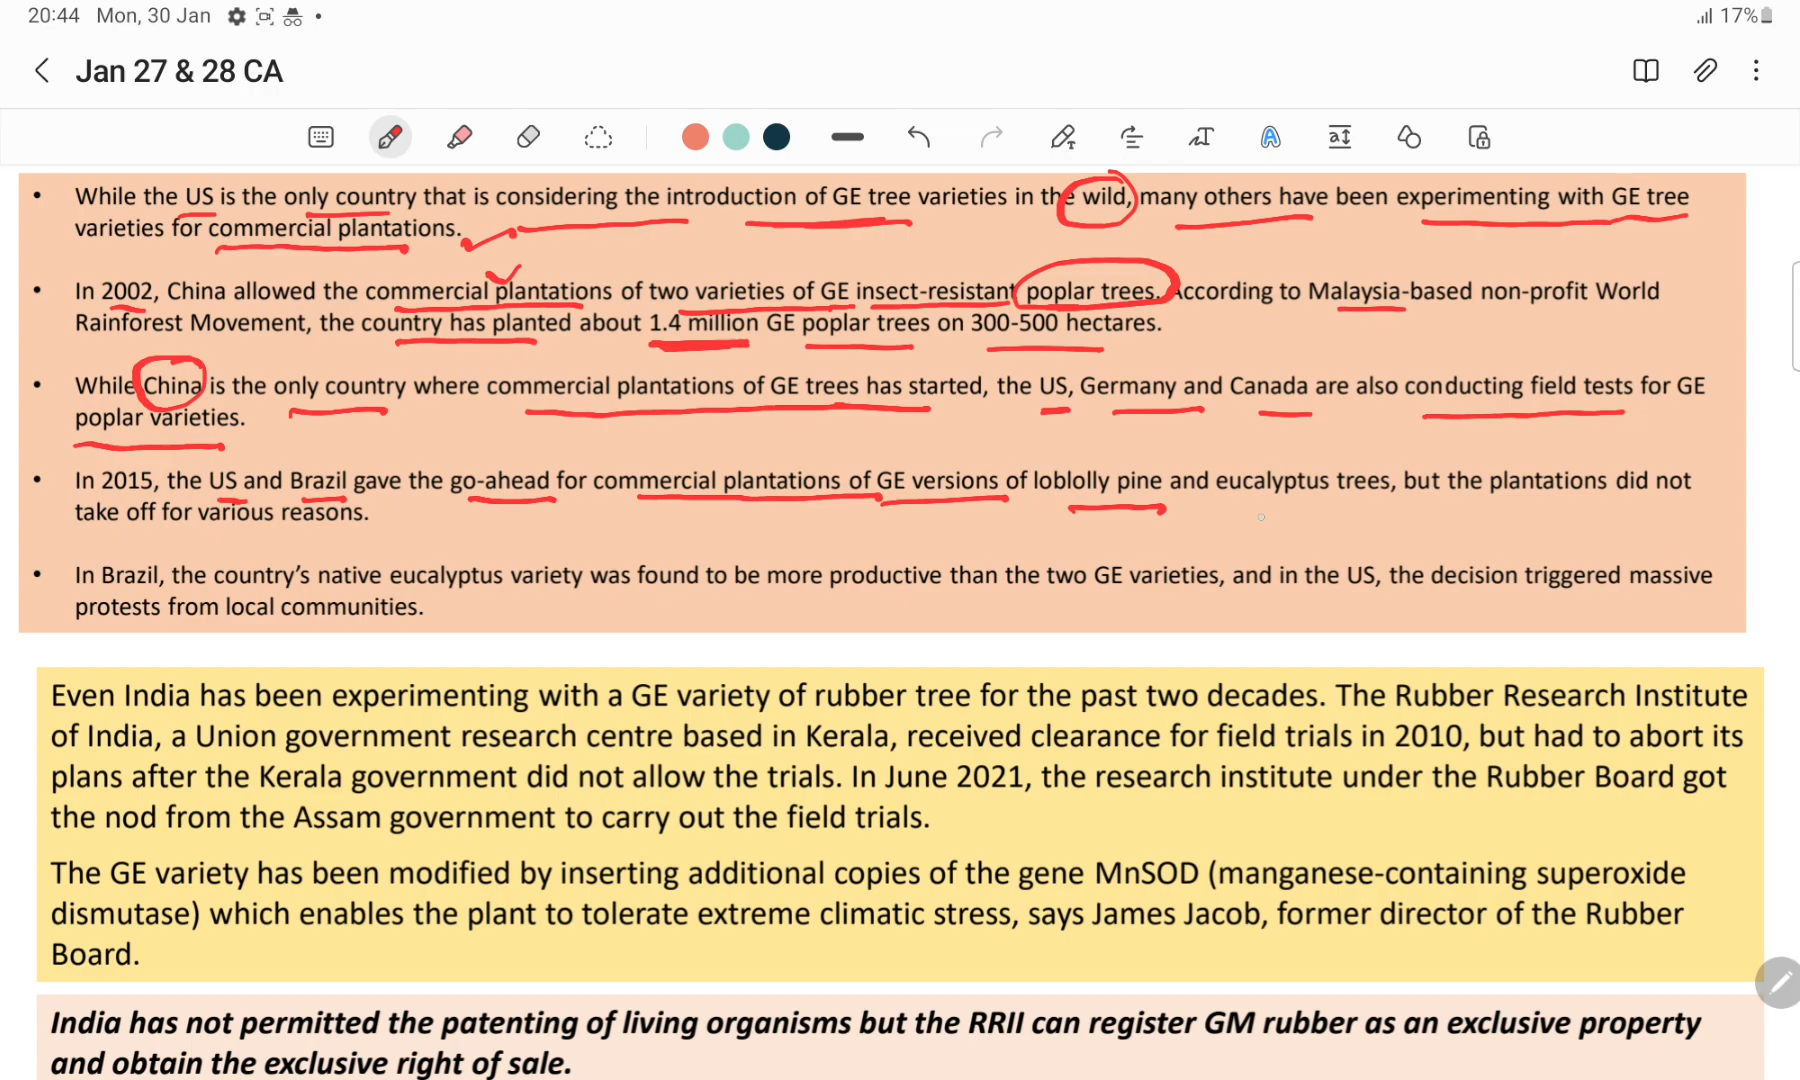 20:44 Mon, 30 Jan 17%
Jan 27 & 28 CA
• While the US is the only country that is considering the introduction of GE tree varieties in the wild, many others have been experimenting with GE tree
varieties for commercial plantations.
• In 2002, China allowed the commercial plantations of two varieties of GE insect-resistant poplar trees. According to Malaysia-based non-profit World
Rainforest Movement, the country has planted about 1.4 million GE poplar trees on 300-500 hectares.
• While China is the only country where commercial plantations of GE trees has started, the US, Germany and Canada are also conducting field tests for GE
poplar varieties.
• In 2015, the US and Brazil gave the go-ahead for commercial plantations of GE versions of loblolly pine and eucalyptus trees, but the plantations did not
take off for various reasons.
• In Brazil, the country’s native eucalyptus variety was found to be more productive than the two GE varieties, and in the US, the decision triggered massive
protests from local communities.
Even India has been experimenting with a GE variety of rubber tree for the past two decades. The Rubber Research Institute
of India, a Union government research centre based in Kerala, received clearance for field trials in 2010, but had to abort its
plans after the Kerala government did not allow the trials. In June 2021, the research institute under the Rubber Board got
the nod from the Assam government to carry out the field trials.
The GE variety has been modified by inserting additional copies of the gene MnSOD (manganese-containing superoxide
dismutase) which enables the plant to tolerate extreme climatic stress, says James Jacob, former director of the Rubber
Board.
India has not permitted the patenting of living organisms but the RRII can register GM rubber as an exclusive property
and obtain the exclusive right of sale.